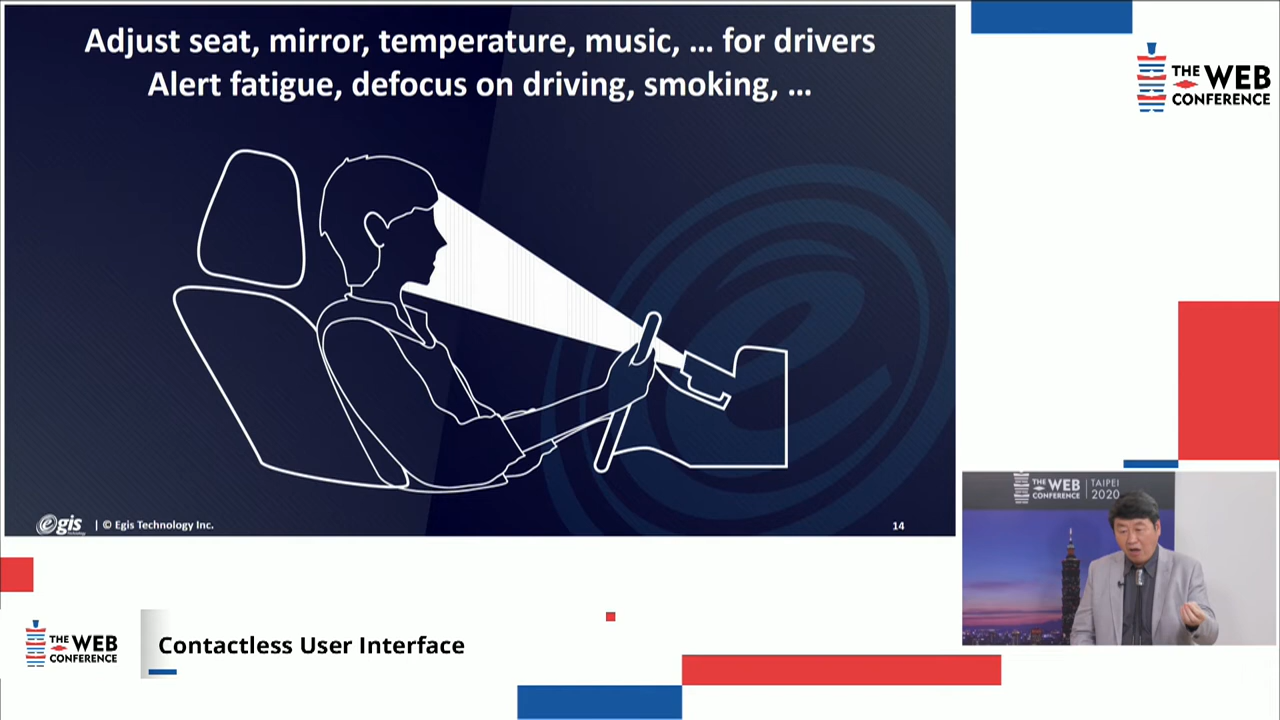 Adjust seat, mirror, temperature, music, ... for drivers
Alert fatigue, defocus on driving, smoking, ...
THE WEB
CONFERENCE
egis
Technology
| © Egis Technology Inc.
14
THE WEB
CONFERENCE
TAIPEI
2020
THE WEB
CONFERENCE
Contactless User Interface